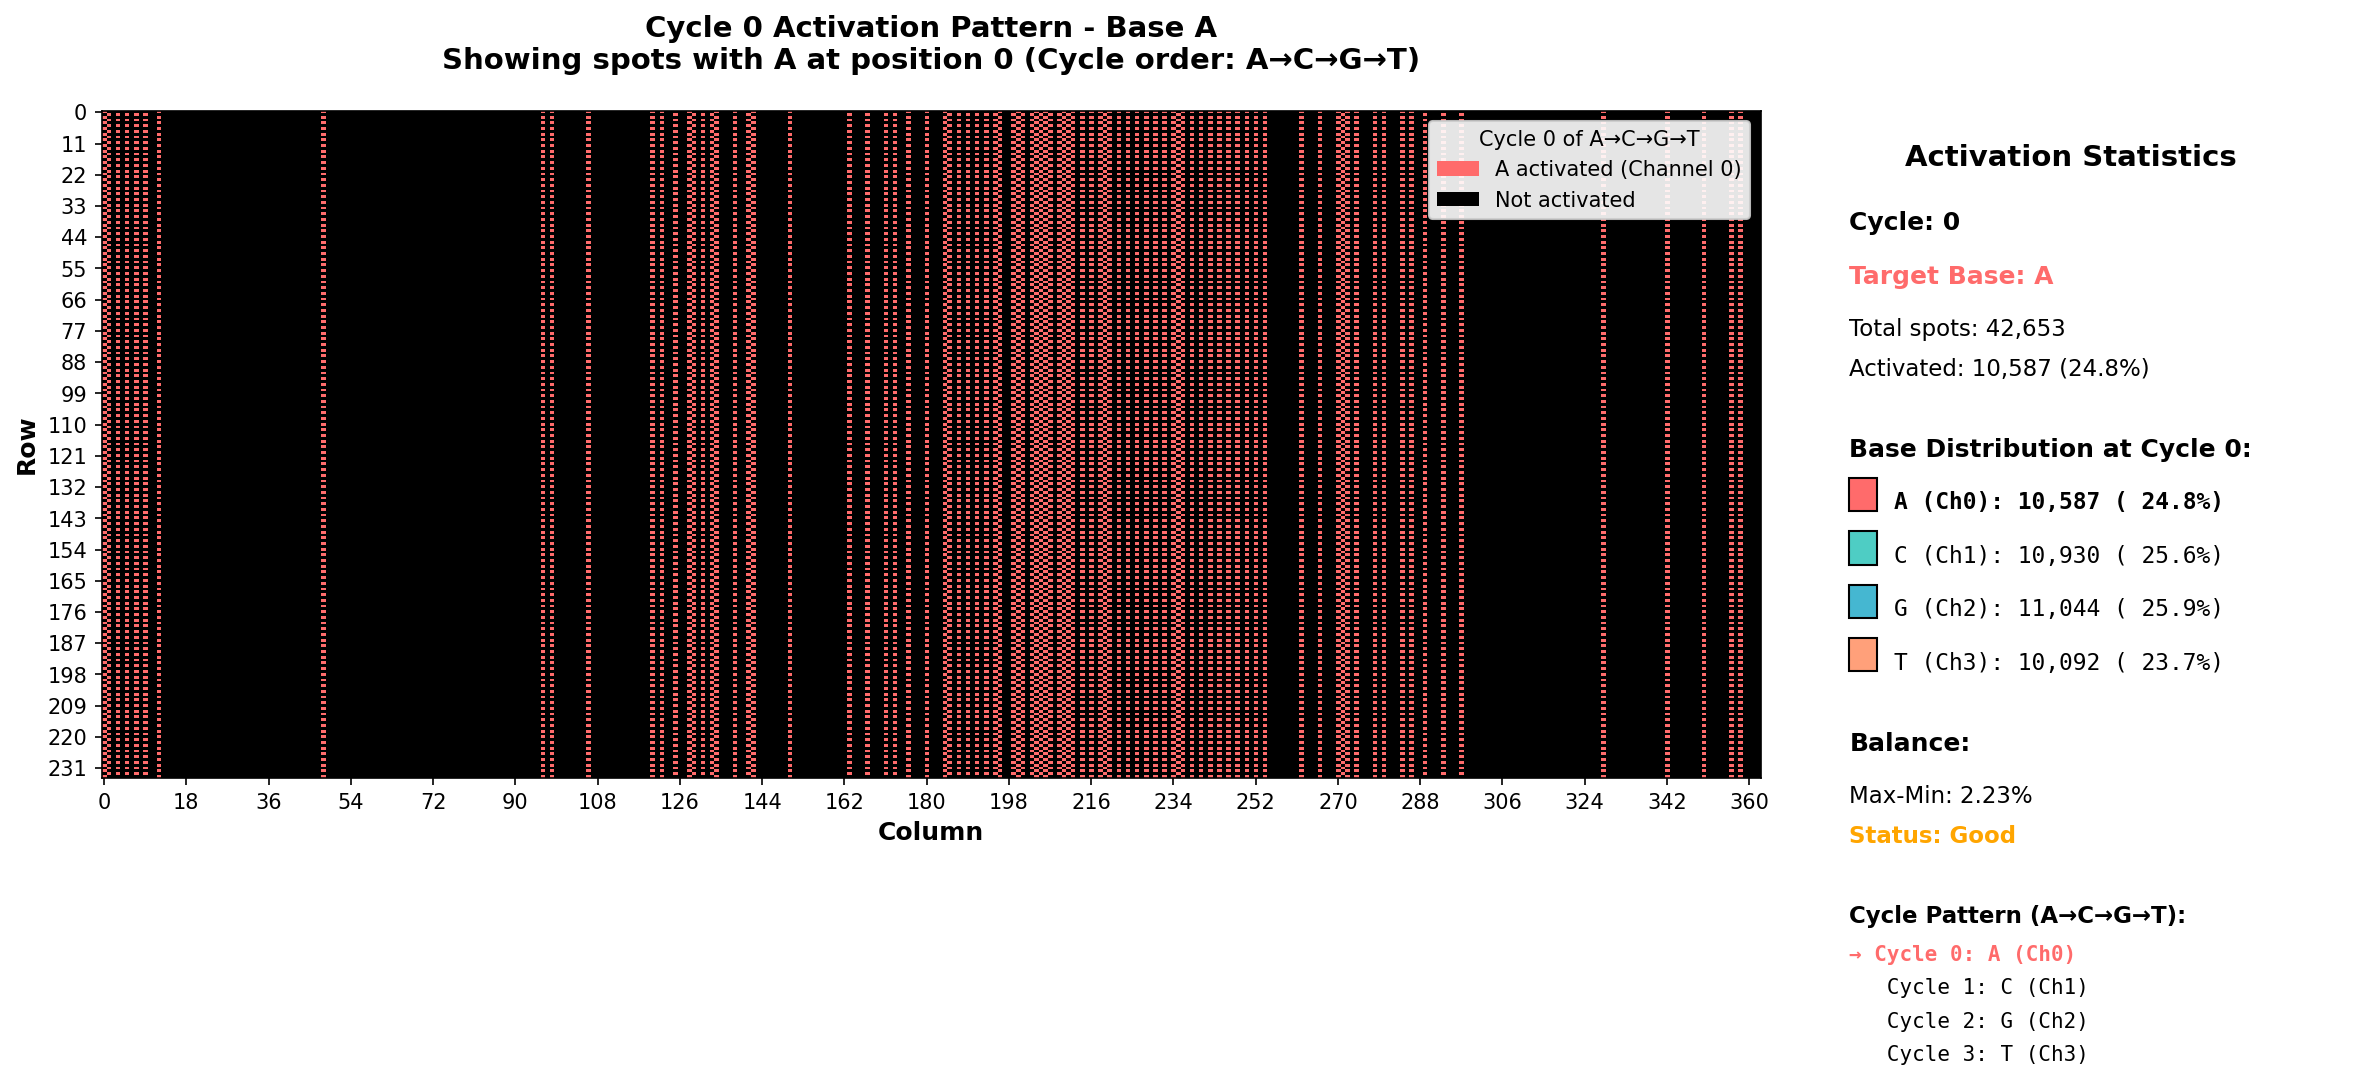 Cycle 0 Activation Pattern - Base A
Showing spots with A at position 0 (Cycle order: A→C→G→T)
Row
0
11
22
33
44
55
66
77
88
99
110
121
132
143
154
165
176
187
198
209
220
231
0 18 36 54 72 90 108 126 144 162 180 198 216 234 252 270 288 306 324 342 360
Column
Cycle 0 of A→C→G→T
A activated (Channel 0)
Not activated
Activation Statistics
Cycle: 0
Target Base: A
Total spots: 42,653
Activated: 10,587 (24.8%)
Base Distribution at Cycle 0:
A (Ch0): 10,587 ( 24.8%)
C (Ch1): 10,930 ( 25.6%)
G (Ch2): 11,044 ( 25.9%)
T (Ch3): 10,092 ( 23.7%)
Balance:
Max-Min: 2.23%
Status: Good
Cycle Pattern (A→C→G→T):
→ Cycle 0: A (Ch0)
Cycle 1: C (Ch1)
Cycle 2: G (Ch2)
Cycle 3: T (Ch3)